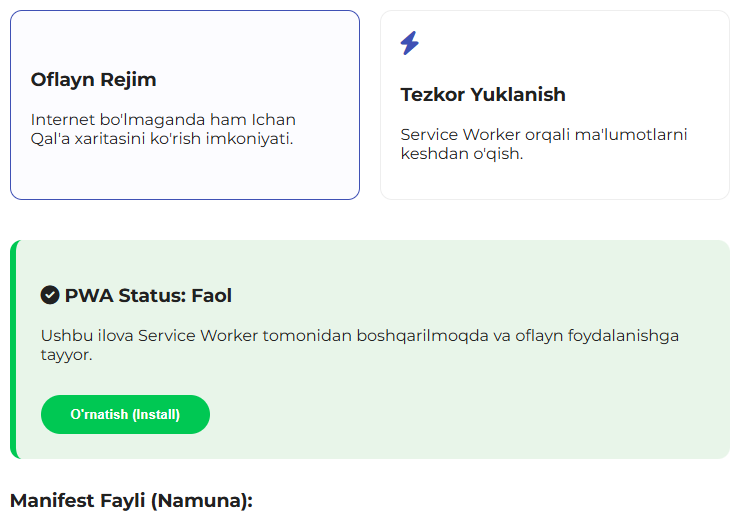 Oflayn Rejim
Internet bo'lmaganda ham Ichan
Qal'a xaritasini ko'rish imkoniyati.
Tezkor Yuklanish
Service Worker orqali ma'lumotlarni
keshdan o'qish.
PWA Status: Faol
Ushbu ilova Service Worker tomonidan boshqarilmoqda va oflayn foydalanishga
tayyor.
O'rnatish (Install)
Manifest Fayli (Namuna):